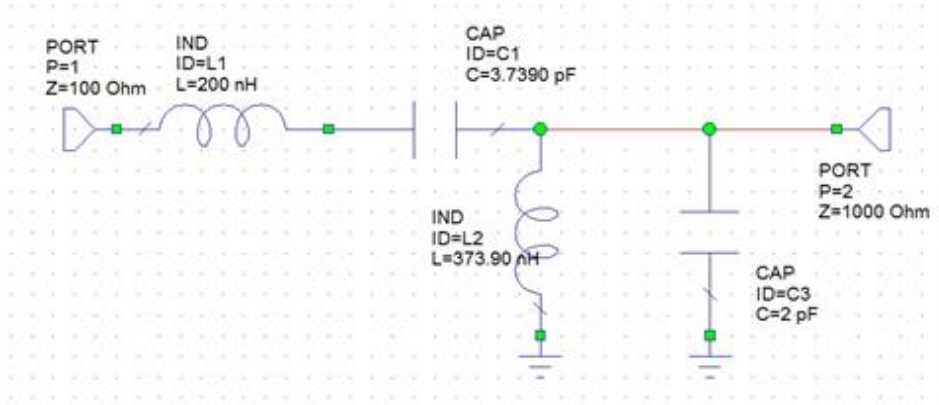 PORT
P=1
Z=100 Ohm
IND
ID=L1
L=200 nH
CAP
ID=C1
C=3.7390 pF
IND
ID=L2
L=373.90 nH
PORT
P=2
Z=1000 Ohm
CAP
ID=C3
C=2 pF